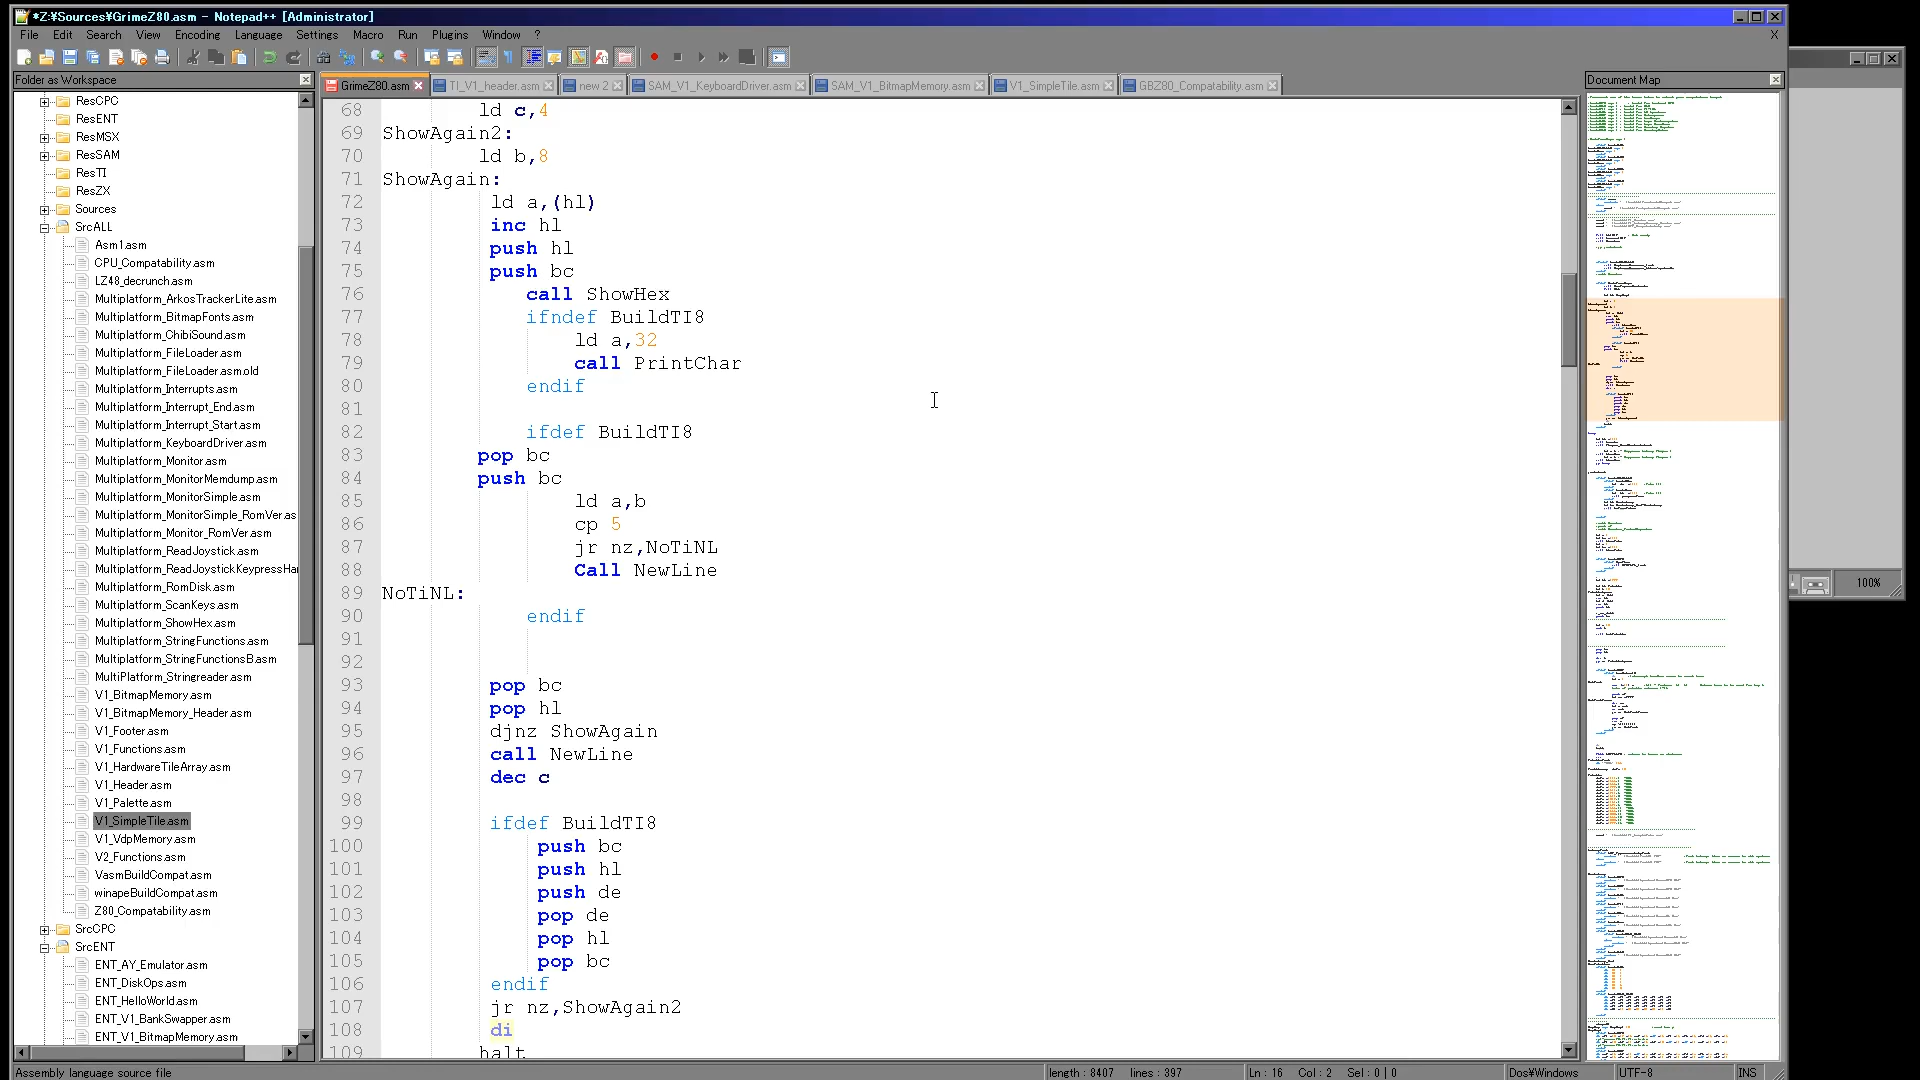 *Z:¥Sources¥GrimeZ80.asm - Notepad++ [Administrator]
File Edit Search View Encoding Language Settings Macro Run Plugins Window ?
X
Folder as Workspace
GrimeZ80.asm
TI_V1_header.asm
new 2
SAM_V1_KeyboardDriver.asm
SAM_V1_BitmapMemory.asm
V1_SimpleTile.asm
GBZ80_Compatability.asm
Document Map
ResCPC
ResENT
ResMSX
ResSAM
ResTI
ResZX
Sources
SrcALL
Asm1.asm
CPU_Compatability.asm
LZ48_decrunch.asm
Multiplatform_ArkosTrackerLite.asm
Multiplatform_BitmapFonts.asm
Multiplatform_ChibiSound.asm
Multiplatform_FileLoader.asm
Multiplatform_FileLoader.asm.old
Multiplatform_Interrupts.asm
Multiplatform_Interrupt_End.asm
Multiplatform_Interrupt_Start.asm
Multiplatform_KeyboardDriver.asm
Multiplatform_Monitor.asm
Multiplatform_MonitorMemdump.asm
Multiplatform_MonitorSimple.asm
Multiplatform_MonitorSimple_RomVer.as
Multiplatform_Monitor_RomVer.asm
Multiplatform_ReadJoystick.asm
Multiplatform_ReadJoystickKeypressHar
Multiplatform_RomDisk.asm
Multiplatform_ScanKeys.asm
Multiplatform_ShowHex.asm
Multiplatform_StringFunctions.asm
Multiplatform_StringFunctionsB.asm
MultiPlatform_Stringreader.asm
V1_BitmapMemory.asm
V1_BitmapMemory_Header.asm
V1_Footer.asm
V1_Functions.asm
V1_HardwareTileArray.asm
V1_Header.asm
V1_Palette.asm
V1_SimpleTile.asm
V1_VdpMemory.asm
V2_Functions.asm
VasmBuildCompat.asm
winapeBuildCompat.asm
Z80_Compatability.asm
SrcCPC
SrcENT
ENT_AY_Emulator.asm
ENT_DiskOps.asm
ENT_HelloWorld.asm
ENT_V1_BankSwapper.asm
ENT_V1_BitmapMemory.asm
68 ld c,4
69 ShowAgain2:
70 ld b,8
71 ShowAgain:
72 ld a,(hl)
73 inc hl
74 push hl
75 push bc
76 call ShowHex
77 ifndef BuildTI8
78 ld a,32
79 call PrintChar
80 endif
81
82 ifdef BuildTI8
83 pop bc
84 push bc
85 ld a,b
86 cp 5
87 jr nz,NoTiNL
88 Call NewLine
89 NoTiNL:
90 endif
91
92
93 pop bc
94 pop hl
95 djnz ShowAgain
96 call NewLine
97 dec c
98
99 ifdef BuildTI8
100 push bc
101 push hl
102 push de
103 pop de
104 pop hl
105 pop bc
106 endif
107 jr nz,ShowAgain2
108 di
109 halt
100%
Assembly language source file
length : 8407 lines : 397
Ln : 16 Col : 2 Sel : 0 | 0
Dos¥Windows
UTF-8
INS